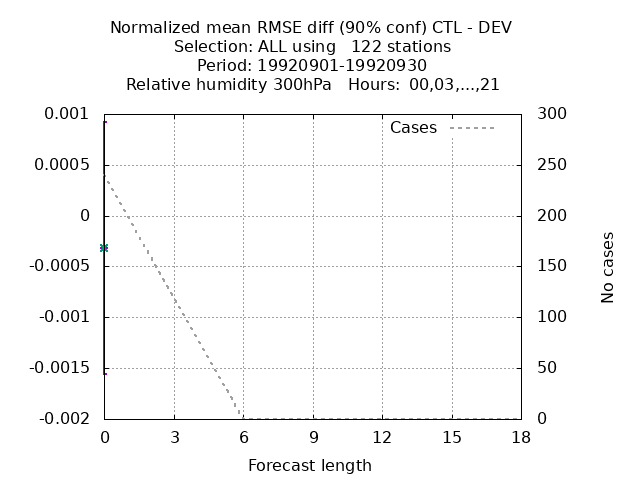 Normalized mean RMSE diff (90% conf) CTL - DEV
Selection: ALL using   122 stations
Period: 19920901-19920930
Relative humidity 300hPa   Hours: 00,03,...,21
Cases
0.001
0.0005
0
-0.0005
-0.001
-0.0015
-0.002
300
250
200
150
100
50
0
No cases
0 3 6 9 12 15 18
Forecast length